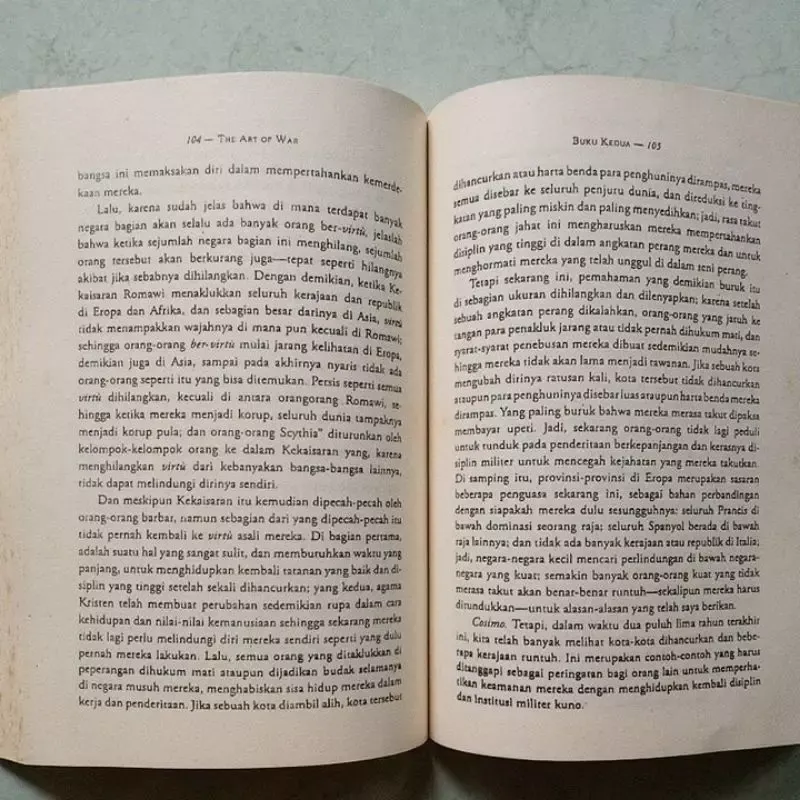 104 — The Art of War
bangsa ini memaksakan diri dalam mempertahankan kemerde-
kaan mereka.
Lalu, karena sudah jelas bahwa di mana terdapat banyak
negara bagian akan selalu ada banyak orang ber-virtù, jelaslah
bahwa ketika sejumlah negara bagian ini menghilang, sejumlah
orang tersebut akan berkurang juga—tepat seperti hilangnya
akibat jika sebabnya dihilangkan. Dengan demikian, ketika Ke-
kaisaran Romawi menaklukkan seluruh kerajaan dan republik
di Eropa dan Afrika, dan sebagian besar darinya di Asia, virtù
tidak menampakkan wajahnya di mana pun kecuali di Romawi;
sehingga orang-orang ber-virtù mulai jarang kelihatan di Eropa,
demikian juga di Asia, sampai pada akhirnya nyaris tidak ada
orang-orang seperti itu yang bisa ditemukan. Persis seperti semua
virtù dihilangkan, kecuali di antara orangorang Romawi, se-
hingga ketika mereka menjadi korup, seluruh dunia tampaknya
menjadi korup pula; dan orang-orang Scythia" diturunkan oleh
kelompok-kelompok orang ke dalam Kekaisaran yang, karena
menghilangkan virtù dari kebanyakan bangsa-bangsa lainnya,
tidak dapat melindungi dirinya sendiri.
Dan meskipun Kekaisaran itu kemudian dipecah-pecah oleh
orang-orang barbar, namun sebagian dari yang dipecah-pecah itu
tidak pernah kembali ke virtù asali mereka. Di bagian pertama,
adalah suatu hal yang sangat sulit, dan memburuhkan waktu yang
panjang, untuk menghidupkan kembali tatanan yang baik dan di-
siplin yang tinggi setelah sekali dihancurkan; yang kedua, agama
Kristen telah membuat perubahan sedemikian rupa dalam cara
kehidupan dan nilai-nilai kemanusiaan sehingga sekarang mereka
tidak lagi perlu melindungi diri mereka sendiri seperti yang dulu
pernah mereka lakukan. Lalu, semua orang yang ditaklukkan di
peperangan dihukum mati ataupun dijadikan budak selamanya
di negara musuh mereka, menghabiskan sisa hidup mereka dalam
kerja dan penderitaan. Jika sebuah kota diambil alih, kota tersebut
Buku Kedua — 105
dihancurkan atau harta benda para penghuninya dirampas, mereka
semua disebar ke seluruh penjuru dunia, dan direduksi ke ting-
katan yang paling miskin dan paling menyedihkan; jadi, rasa takut
orang-orang jahat ini mengharuskan mereka mempertahankan
disiplin yang tinggi di dalam angkatan perang mereka dan untuk
menghormati mereka yang telah unggul di dalam seni perang.
Tetapi sekarang ini, pemahaman yang demikian buruk itu
di sebagian ukuran dihilangkan dan dilenyapkan; karena setelah
sebuah angkatan perang dikalahkan, orang-orang yang jatuh ke
tangan para penakluk jarang atau tidak pernah dihukum mati, dan
syarat-syarat penebusan mereka dibuat sedemikian mudahnya se-
hingga mereka tidak akan lama menjadi tawanan. Jika sebuah kota
mengubah dirinya ratusan kali, kota tersebut tidak dihancurkan
ataupun para penghuninya disebar luas ataupun harta benda mereka
dirampas. Yang paling buruk bahwa mereka merasa takut dipaksa
membayar upeti. Jadi, sekarang orang-orang tidak lagi peduli
untuk tunduk pada penderitaan berkepanjangan dan kerasnya di-
siplin militer untuk mencegah kejahatan yang mereka takutkan.
Di samping itu, provinsi-provinsi di Eropa merupakan sasaran
beberapa penguasa sekarang ini, sebagai bahan perbandingan
dengan siapakah mereka dulu sesungguhnya: seluruh Prancis di
bawah dominasi seorang raja; seluruh Spanyol berada di bawah
raja lainnya; dan tidak ada banyak kerajaan atau republik di Italia;
jadi, negara-negara kecil mencari perlindungan di bawah negara-
negara yang kuat; semakin banyak orang-orang kuat yang tidak
merasa takut akan benar-benar runtuh—sekalipun mereka harus
ditundukkan—untuk alasan-alasan yang telah saya berikan.
Cosimo. Tetapi, dalam waktu dua puluh lima tahun terakhir
ini, kita telah banyak melihat kota-kota dihancurkan dan bebe-
rapa kerajaan runtuh. Ini merupakan contoh-contoh yang harus
ditanggapi sebagai peringatan bagi orang lain untuk memperha-
tikan keamanan mereka dengan menghidupkan kembali disiplin
dan institusi militer kuno.